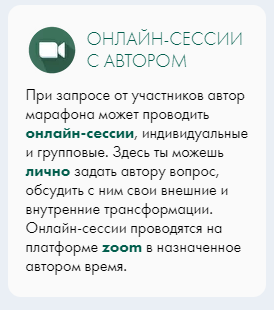 ОНЛАЙН-СЕССИИ
С АВТОРОМ
При запросе от участников автор
марафона может проводить
онлайн-сессии, индивидуальные
и групповые. Здесь ты можешь
лично задать автору вопрос,
обсудить с ним свои внешние и
внутренние трансформации.
Онлайн-сессии проводятся на
платформе zoom в назначенное
автором время.